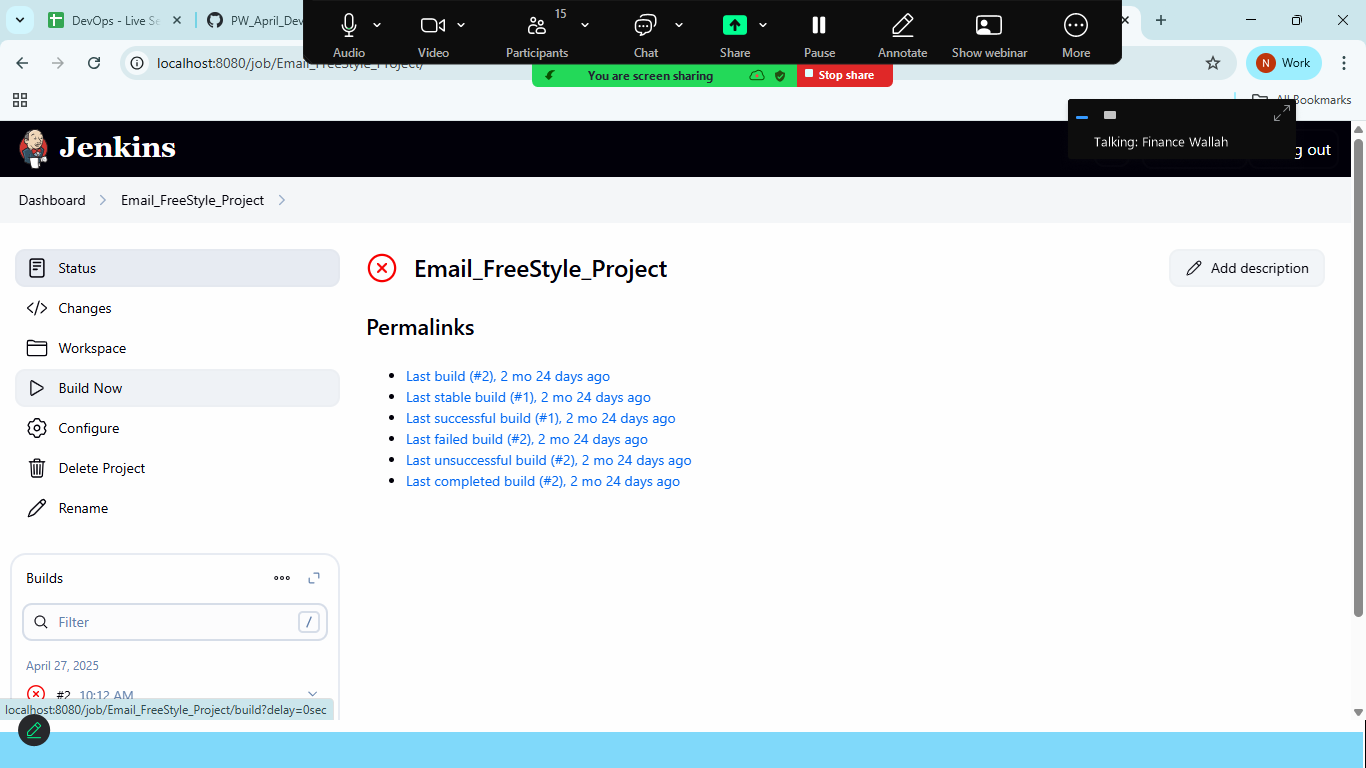 DevOps - Live Se
PW_April_Dev
15
Audio
Video
Participants
Chat
Share
Pause
Annotate
Show webinar
More
localhost:8080/job/Email_FreeStyle_Project/
You are screen sharing
Stop share
N
Work
All Bookmarks
Talking: Finance Wallah
Jenkins
g out
Dashboard
Email_FreeStyle_Project
Status
Changes
Workspace
Build Now
Configure
Delete Project
Rename
Email_FreeStyle_Project
Add description
Permalinks
Last build (#2), 2 mo 24 days ago
Last stable build (#1), 2 mo 24 days ago
Last successful build (#1), 2 mo 24 days ago
Last failed build (#2), 2 mo 24 days ago
Last unsuccessful build (#2), 2 mo 24 days ago
Last completed build (#2), 2 mo 24 days ago
Builds
Filter
/
April 27, 2025
#2 10:12 AM
localhost:8080/job/Email_FreeStyle_Project/build?delay=0sec